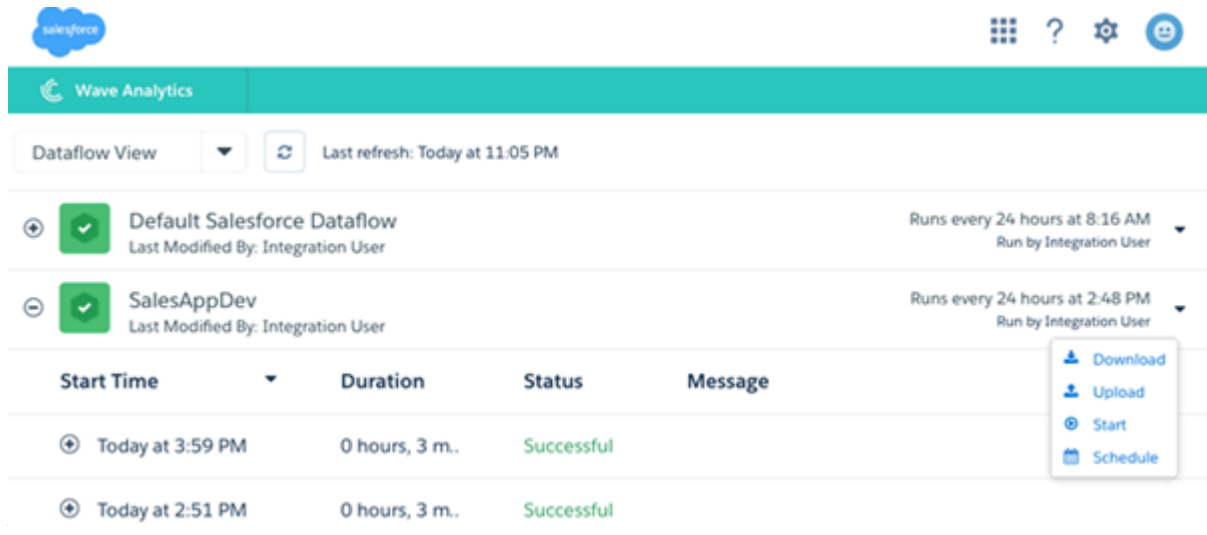 salesforce
Wave Analytics
Dataflow View
Last refresh: Today at 11:05 PM
Default Salesforce Dataflow
Runs every 24 hours at 8:16 AM
Last Modified By: Integration User
Run by Integration User
SalesAppDev
Runs every 24 hours at 2:48 PM
Last Modified By: Integration User
Run by Integration User
Download
Upload
Start
Schedule
Start Time Duration Status Message
Today at 3:59 PM 0 hours, 3 m.. Successful
Today at 2:51 PM 0 hours, 3 m.. Successful